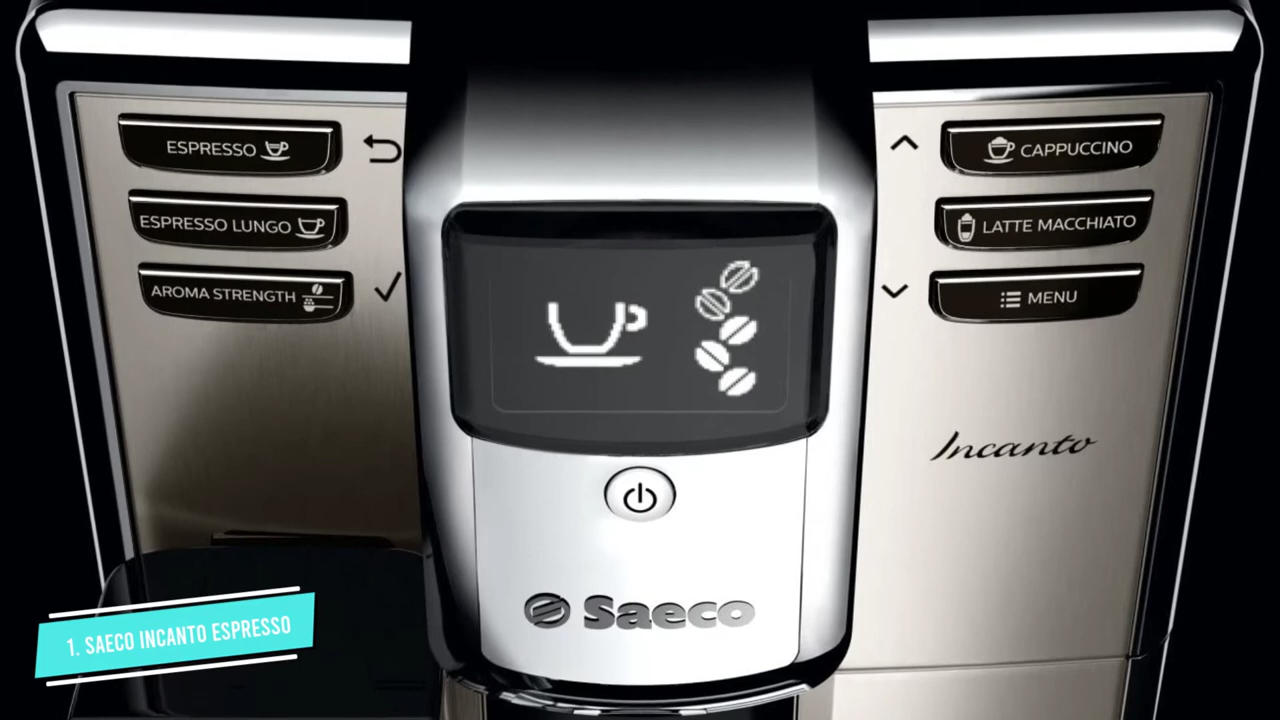 ESPRESSO
ESPRESSO LUNGO
AROMA STRENGTH
CAPPUCCINO
LATTE MACCHIATO
MENU
Incanto
Saeco
1. SAECO INCANTO ESPRESSO